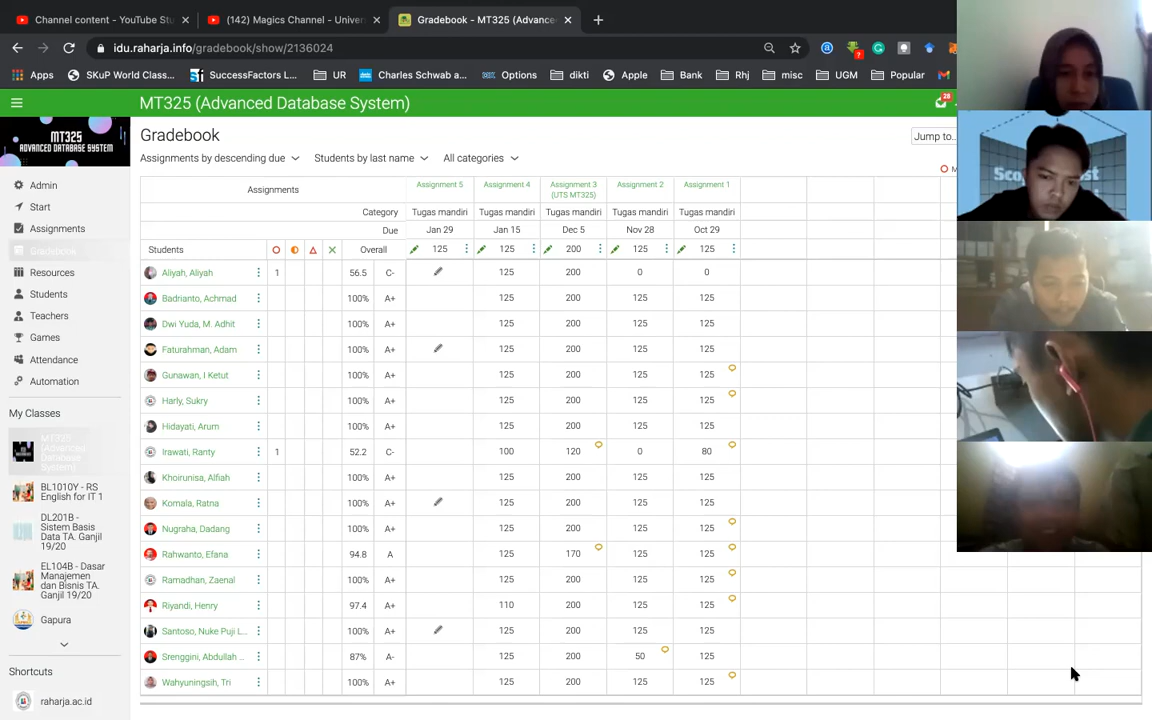 Channel content - YouTube Stu
(142) Magics Channel - Univer
Gradebook - MT325 (Advance
idu.raharja.info/gradebook/show/2136024
Apps
SKuP World Class...
SuccessFactors L...
UR
Charles Schwab a...
Options
dikti
Apple
Bank
Rhj
misc
UGM
Popular
MT325 (Advanced Database System)
28
MT325
ADVANCED DATABASE SYSTEM
Admin
Start
Assignments
Gradebook
Resources
Students
Teachers
Games
Attendance
Automation
My Classes
MT325
(Advanced
Database
System)
BL1010Y - RS
English for IT 1
DL201B -
Sistem Basis
Data TA. Ganjil
19/20
EL104B - Dasar
Manajemen
dan Bisnis TA.
Ganjil 19/20
Gapura
Shortcuts
raharja.ac.id
Gradebook
Jump to...
Assignments by descending due Students by last name All categories
M
Assignments Assignment 5 Assignment 4 Assignment 3 (UTS MT325) Assignment 2 Assignment 1
Category Tugas mandiri Tugas mandiri Tugas mandiri Tugas mandiri Tugas mandiri
Due Jan 29 Jan 15 Dec 5 Nov 28 Oct 29
Students Overall 125 125 200 125 125
Aliyah, Aliyah 1 56.5 C- 125 200 0 0
Badrianto, Achmad 100% A+ 125 200 125 125
Dwi Yuda, M. Adhit 100% A+ 125 200 125 125
Faturahman, Adam 100% A+ 125 200 125 125
Gunawan, I Ketut 100% A+ 125 200 125 125
Harly, Sukry 100% A+ 125 200 125 125
Hidayati, Arum 100% A+ 125 200 125 125
Irawati, Ranty 1 52.2 C- 100 120 0 80
Khoirunisa, Alfiah 100% A+ 125 200 125 125
Komala, Ratna 100% A+ 125 200 125 125
Nugraha, Dadang 100% A+ 125 200 125 125
Rahwanto, Efana 94.8 A 125 170 125 125
Ramadhan, Zaenal 100% A+ 125 200 125 125
Riyandi, Henry 97.4 A+ 110 200 125 125
Santoso, Nuke Puji L... 100% A+ 125 200 125 125
Srenggini, Abdullah ... 87% A- 125 200 50 125
Wahyuningsih, Tri 100% A+ 125 200 125 125